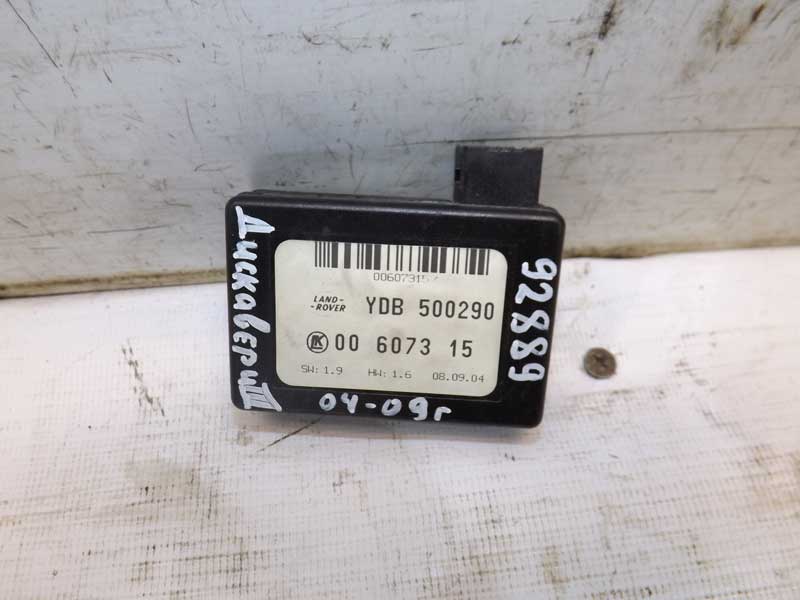 00607315
LAND-
-ROVER
YDB 500290
00 6073 15
SW: 1.9 HW: 1.6 08.09.04
Дискавери III
04-09г
92889